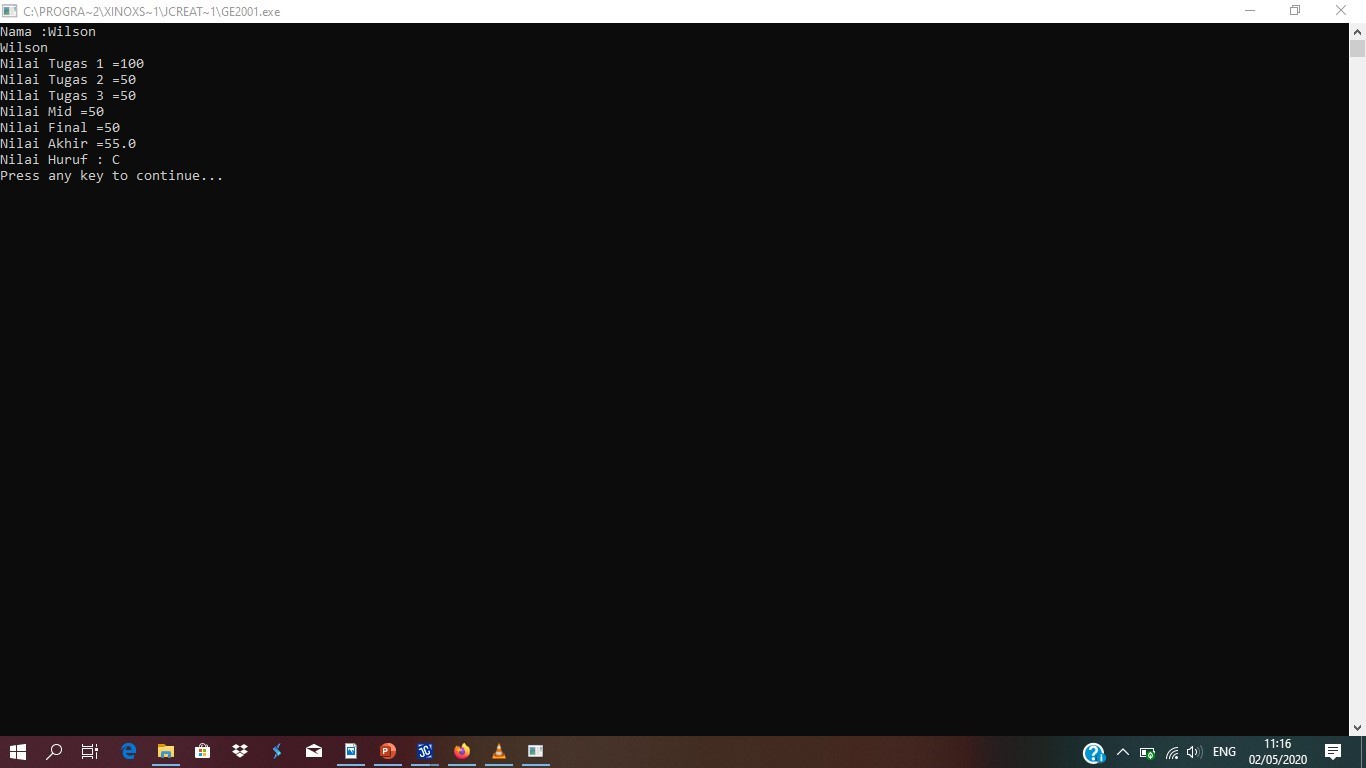 C:\PROGRA~2\XINOXS~1\JCREAT~1\GE2001.exe
Nama :Wilson
Wilson
Nilai Tugas 1 =100
Nilai Tugas 2 =50
Nilai Tugas 3 =50
Nilai Mid =50
Nilai Final =50
Nilai Akhir =55.0
Nilai Huruf : C
Press any key to continue...
ENG
11:16
02/05/2020